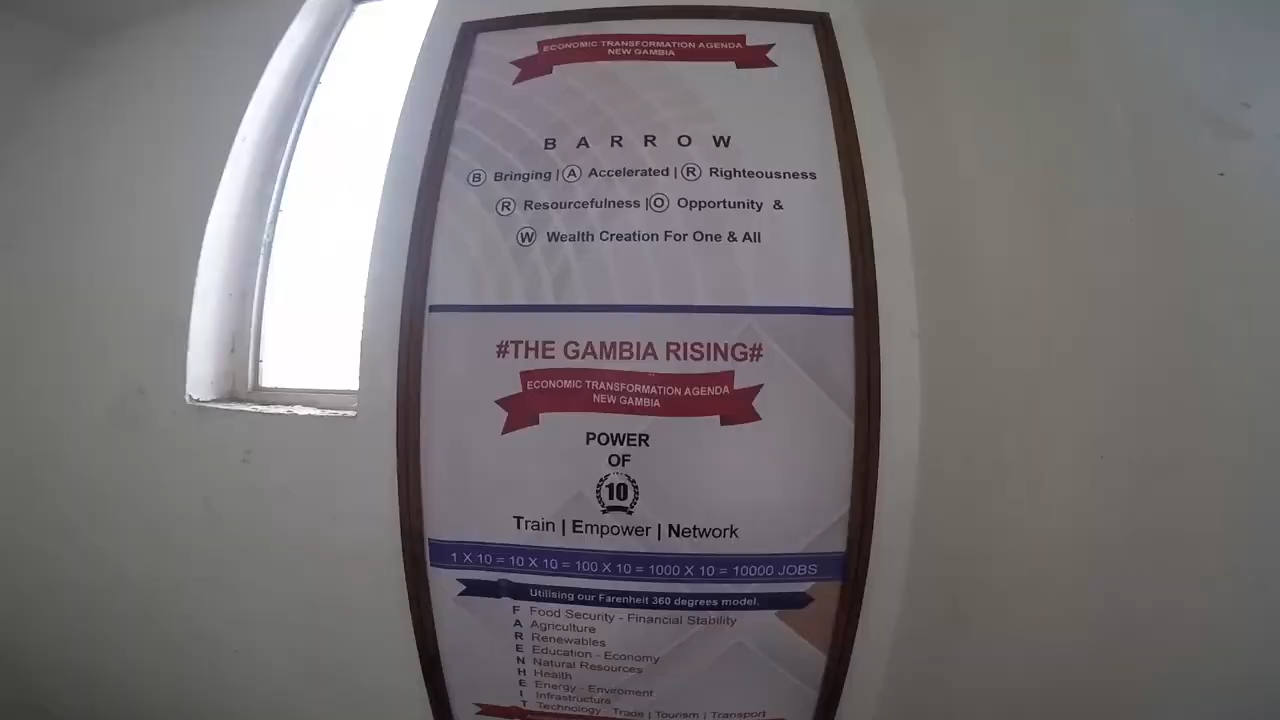 ECONOMIC TRANSFORMATION AGENDA
NEW GAMBIA
B A R R O W
B Bringing | A Accelerated | R Righteousness
R Resourcefulness | O Opportunity &
W Wealth Creation For One & All
#THE GAMBIA RISING#
ECONOMIC TRANSFORMATION AGENDA
NEW GAMBIA
POWER
OF
10
Train | Empower | Network
1 X 10 = 10 X 10 = 100 X 10 = 1000 X 10 = 10000 JOBS
Utilising our Farenheit 360 degrees model.
F Food Security - Financial Stability
A Agriculture
R Renewables
E Education - Economy
N Natural Resources
H Health
E Energy - Enviroment
I Infrastructure
T Technology - Trade | Tourism | Transport